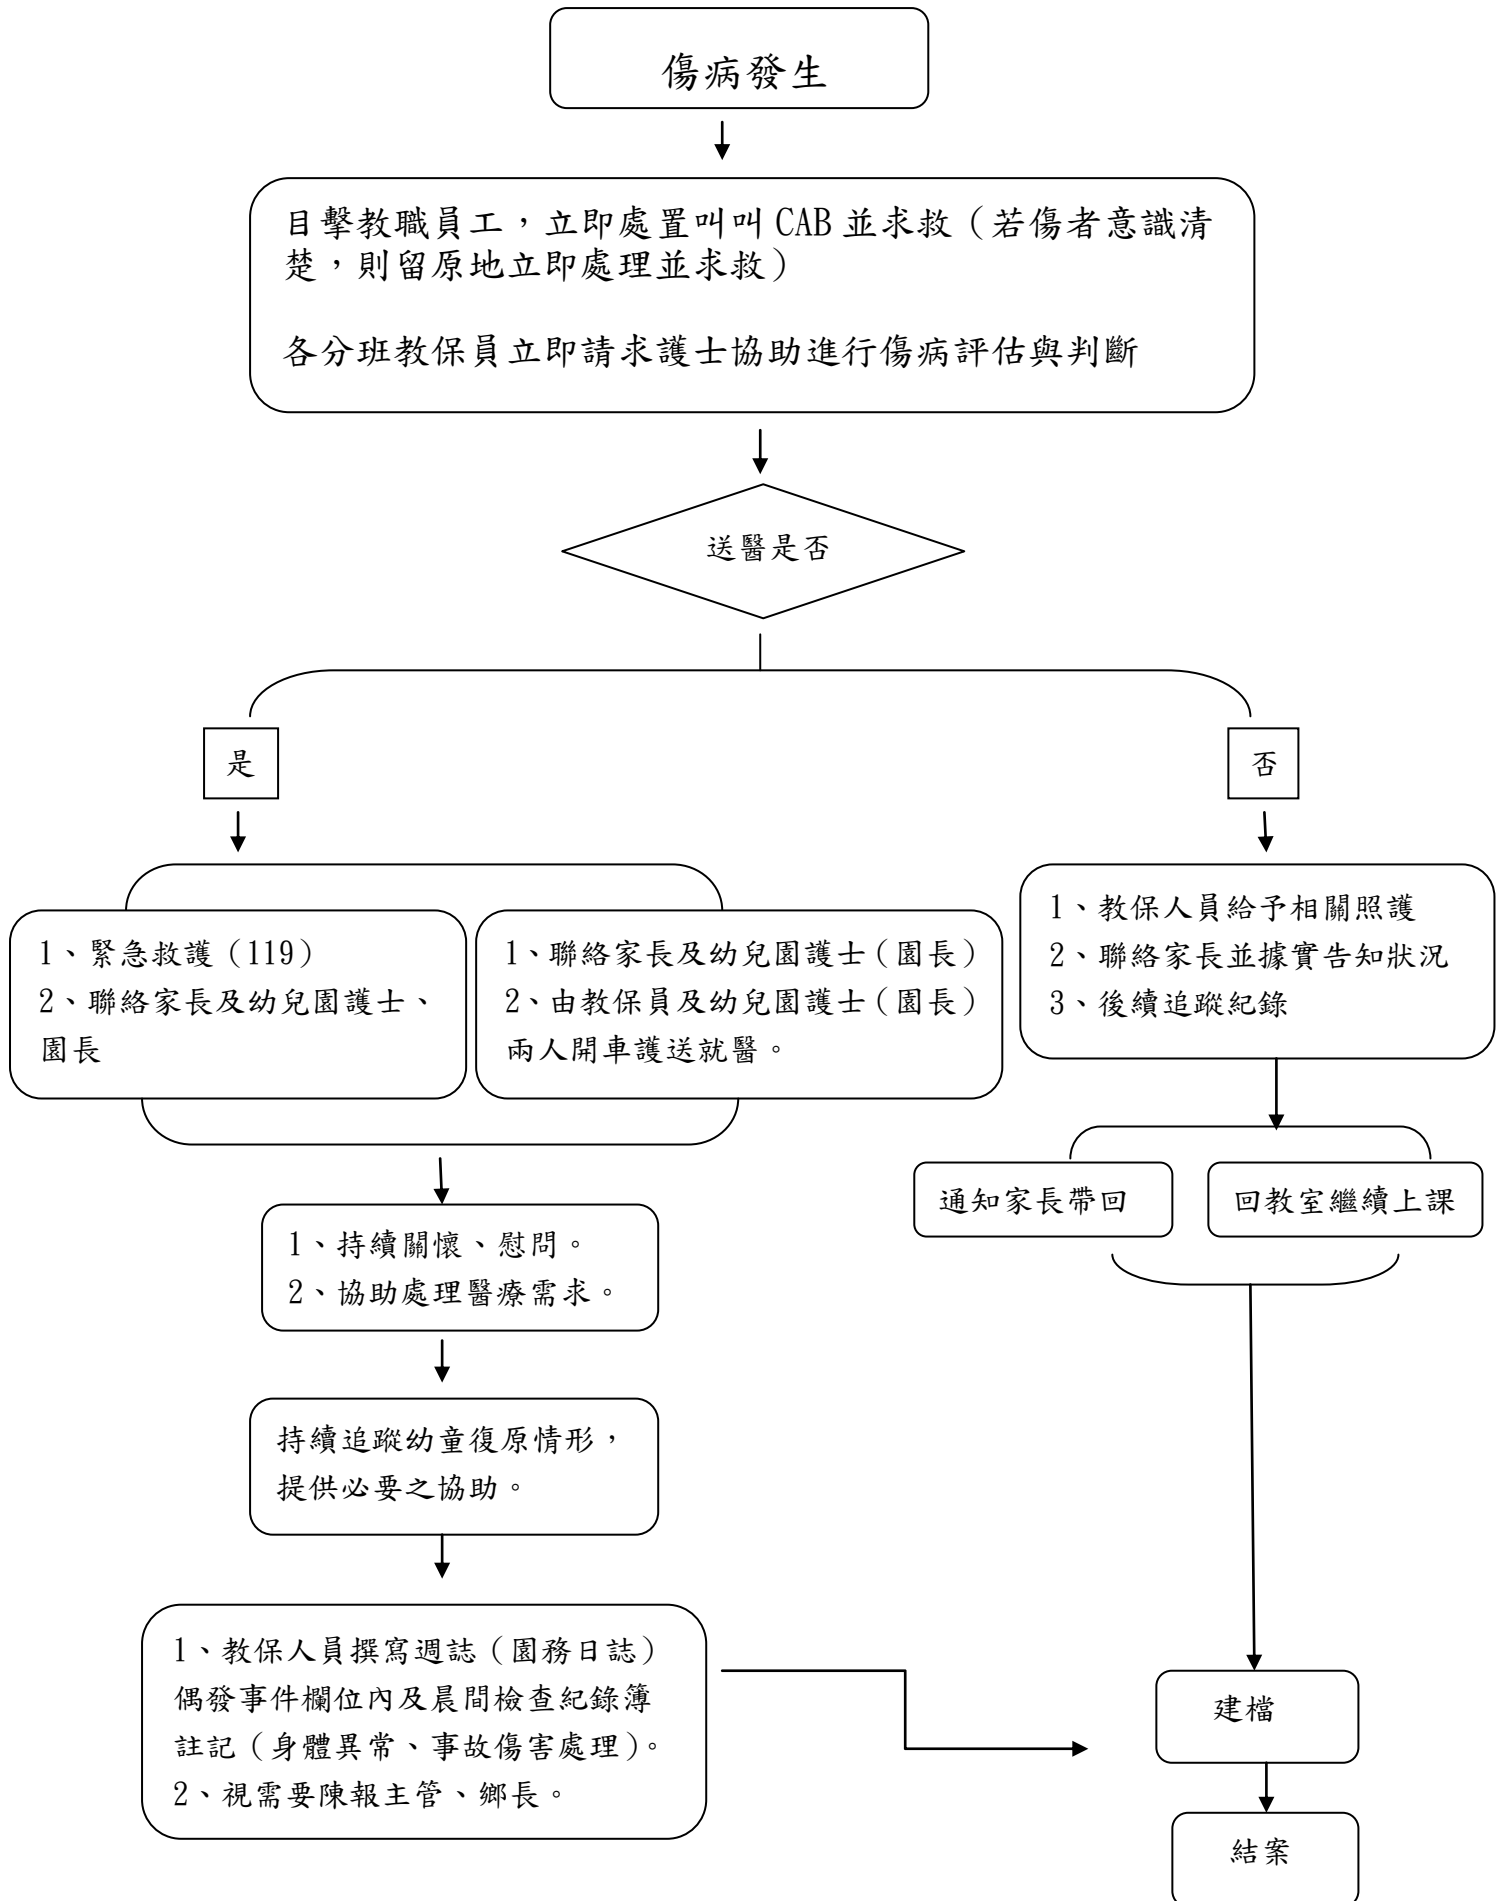 傷病發生
目擊教職員工，立即處置叫叫 CAB 並求救（若傷者意識清
楚，則留原地立即處理並求救）
各分班教保員立即請求護士協助進行傷病評估與判斷
送醫是否
是
否
1、緊急救護（119）
2、聯絡家長及幼兒園護士、
園長
1、聯絡家長及幼兒園護士（園長）
2、由教保員及幼兒園護士（園長）
兩人開車護送就醫。
1、教保人員給予相關照護
2、聯絡家長並據實告知狀況
3、後續追蹤紀錄
通知家長帶回
回教室繼續上課
1、持續關懷、慰問。
2、協助處理醫療需求。
持續追蹤幼童復原情形，
提供必要之協助。
1、教保人員撰寫週誌（園務日誌）
偶發事件欄位內及晨間檢查紀錄簿
註記（身體異常、事故傷害處理）。
2、視需要陳報主管、鄉長。
建檔
結案